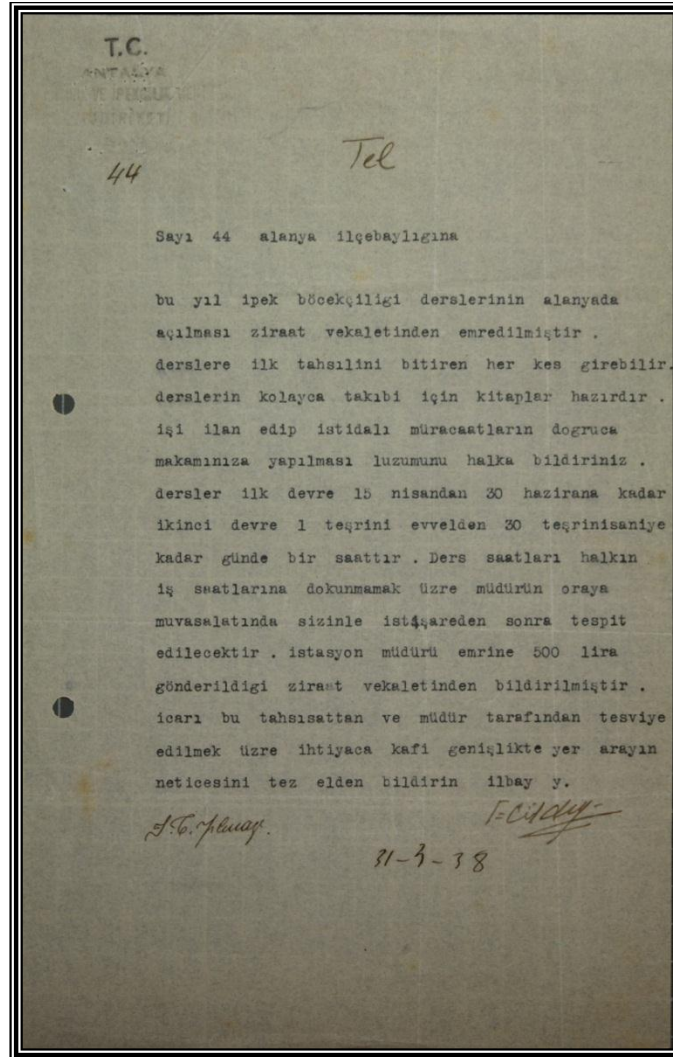 T.C.
ANTALYA
44
Tel
Sayı 44 alanya ilçebaylıgına
bu yıl ipek böcekçiligi derslerinin alanyada
açılması ziraat vekaletinden emredilmiştir .
derslere ilk tahsilini bitiren her kes girebilir.
derslerin kolayca takıbi için kitaplar hazırdır .
işi ilan edip istidalı müracaatların dogruca
makamınıza yapılması luzumunu halka bildiriniz .
dersler ilk devre 15 nisandan 30 hazirana kadar
ikinci devre 1 teşrini evvelden 30 teşrinisaniye
kadar günde bir saattır . Ders saatları halkın
iş saatlarına dokunmamak üzre müdürün oraya
muvasalatında sizinle istişareden sonra tespit
edilecektir . istasyon müdürü emrine 500 lira
gönderildigi ziraat vekaletinden bildirilmiştir .
icarı bu tahsısattan ve müdür tarafından tesviye
edilmek üzre ihtiyaca kafi genişlikte yer arayın
neticesini tez elden bildirin ilbay y.
31-3-38